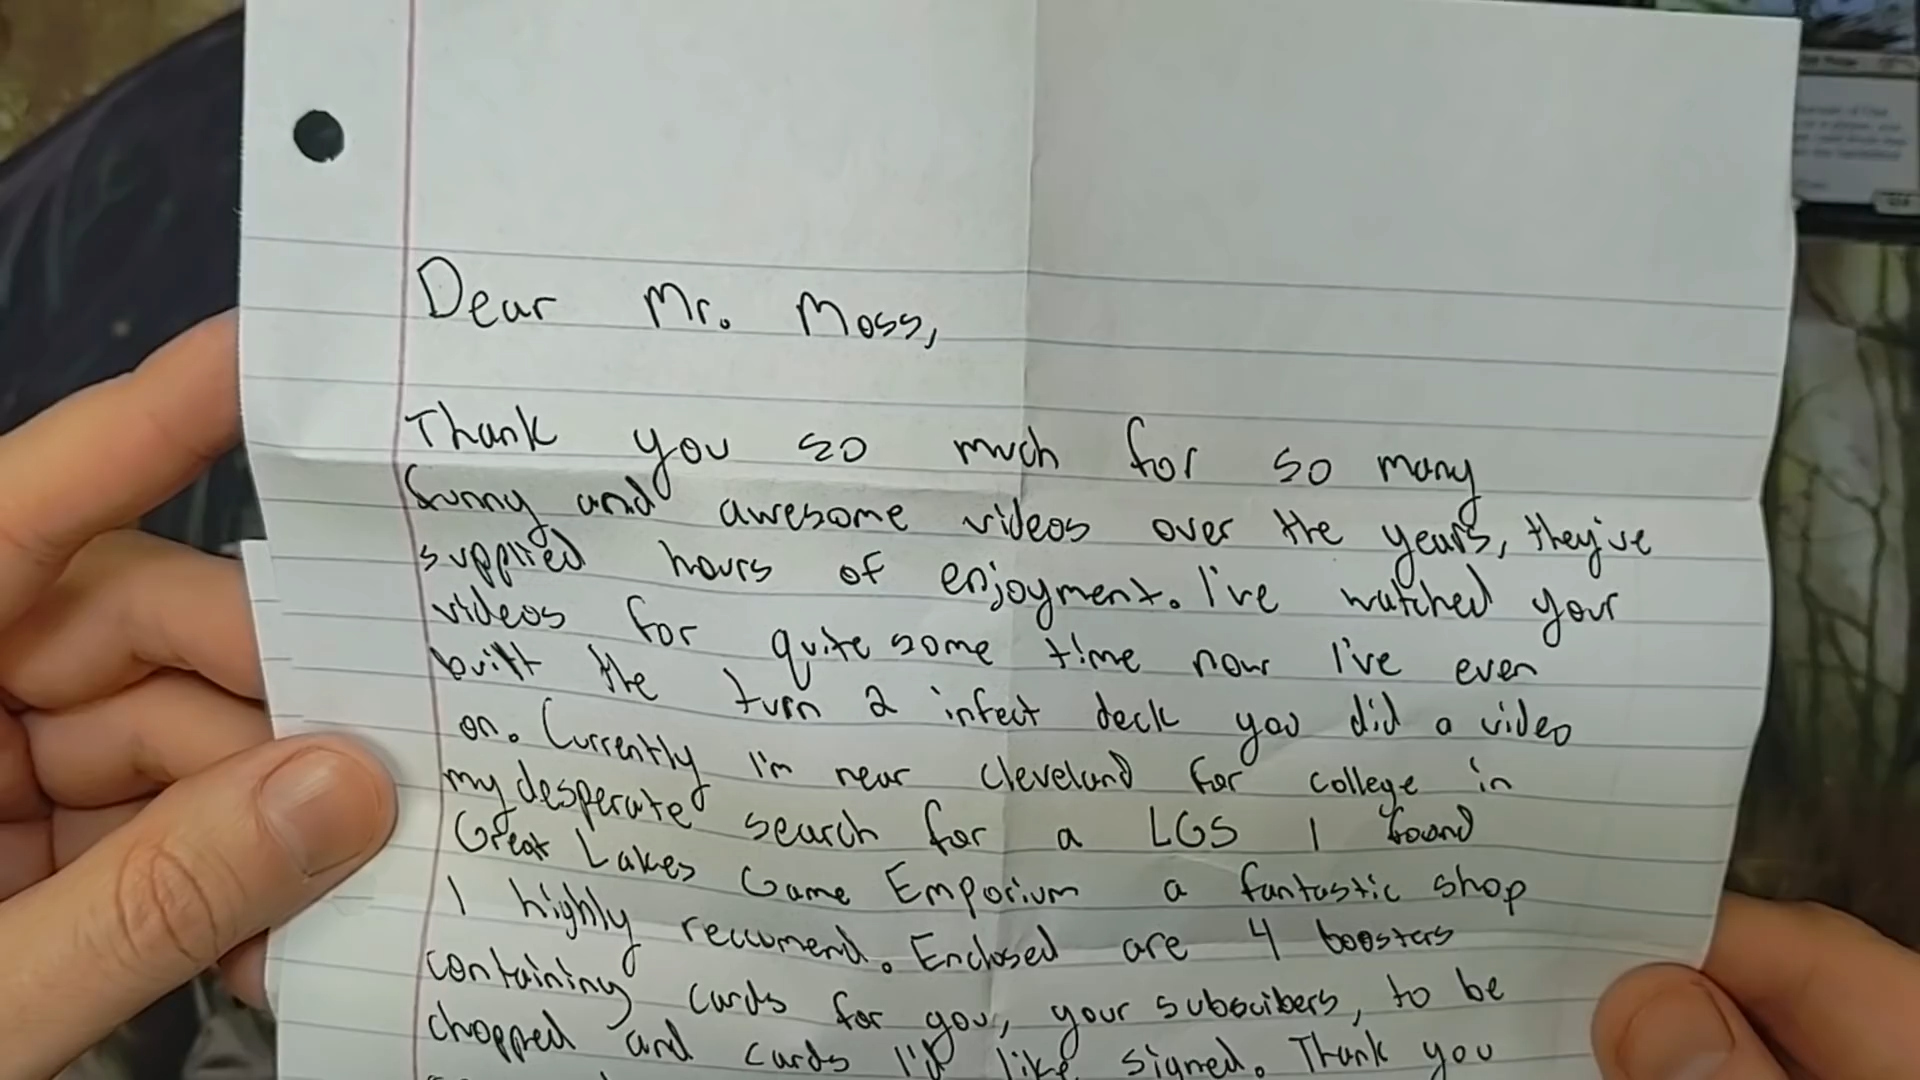 Dear Mr. Moss,
Thank you so much for so many
funny and awesome videos over the years, they've
supplied hours of enjoyment. I've watched your
videos for quite some time now I've even
built the turn 2 infect deck you did a video
on. Currently I'm near Cleveland for college in
my desperate search for a LGS I found
Great Lakes Game Emporium a fantastic shop
I highly reccomend. Enclosed are 4 boosters
containing cards for you, your subscibers, to be
chopped and cards I'd like signed. Thank you